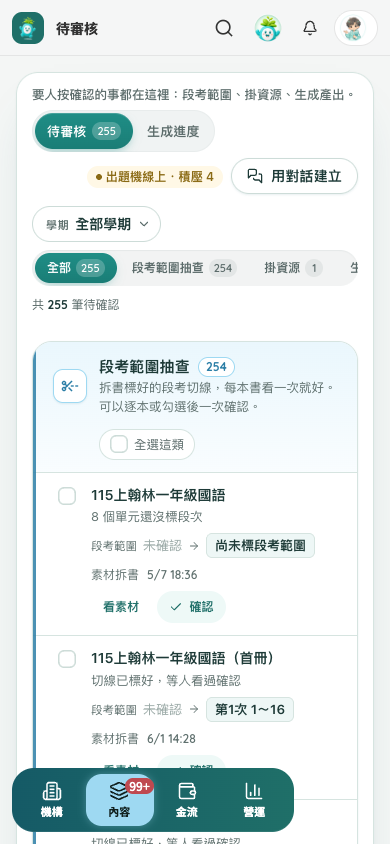 待審核
要人按確認的事都在這裡：段考範圍、掛資源、生成產出。
待審核 255 生成進度
出題機線上・積壓 4 用對話建立
學期 全部學期
全部 255 段考範圍抽查 254 掛資源 1
共 255 筆待確認
段考範圍抽查 254
拆書標好的段考切線，每本書看一次就好。
可以逐本或勾選後一次確認。
全選這類
115上翰林一年級國語
8 個單元還沒標段次
段考範圍 未確認 → 尚未標段考範圍
素材拆書 5/7 18:36
看素材 確認
115上翰林一年級國語（首冊）
切線已標好，等人看過確認
段考範圍 未確認 → 第1次 1～16
素材拆書 6/1 14:28
99+
機構 內容 金流 營運
切線已標好，等人看過確認